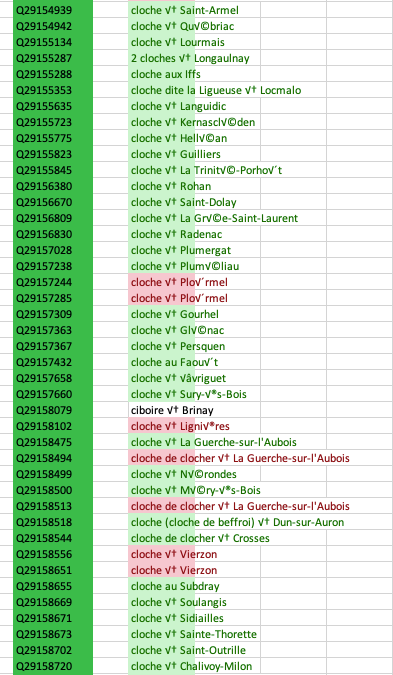 Q29154939 cloche √† Saint-Armel
Q29154942 cloche √† Qu√©briac
Q29155134 cloche √† Lourmais
Q29155287 2 cloches √† Longaulnay
Q29155288 cloche aux Iffs
Q29155353 cloche dite la Ligueuse √† Locmalo
Q29155635 cloche √† Languidic
Q29155723 cloche √† Kernascl√©den
Q29155775 cloche √† Hell√©an
Q29155823 cloche √† Guilliers
Q29155845 cloche √† La Trinit√©-Porho√´t
Q29156380 cloche √† Rohan
Q29156670 cloche √† Saint-Dolay
Q29156809 cloche √† La Gr√©e-Saint-Laurent
Q29156830 cloche √† Radenac
Q29157028 cloche √† Plumergat
Q29157238 cloche √† Plum√©liau
Q29157244 cloche √† Plo√´rmel
Q29157285 cloche √† Plo√´rmel
Q29157309 cloche √† Gourhel
Q29157363 cloche √† Gl√©nac
Q29157367 cloche √† Persquen
Q29157432 cloche au Faou√´t
Q29157658 cloche √† V√¢vriguet
Q29157660 cloche √† Sury-√®s-Bois
Q29158079 ciboire √† Brinay
Q29158102 cloche √† Ligni√®res
Q29158475 cloche √† La Guerche-sur-l'Aubois
Q29158494 cloche de clocher √† La Guerche-sur-l'Aubois
Q29158499 cloche √† N√©rondes
Q29158500 cloche √† M√©ry-√®s-Bois
Q29158513 cloche de clocher √† La Guerche-sur-l'Aubois
Q29158518 cloche (cloche de beffroi) √† Dun-sur-Auron
Q29158544 cloche de clocher √† Crosses
Q29158556 cloche √† Vierzon
Q29158651 cloche √† Vierzon
Q29158655 cloche au Subdray
Q29158669 cloche √† Soulangis
Q29158671 cloche √† Sidiailles
Q29158673 cloche √† Sainte-Thorette
Q29158702 cloche √† Saint-Outrille
Q29158720 cloche √† Chalivoy-Milon